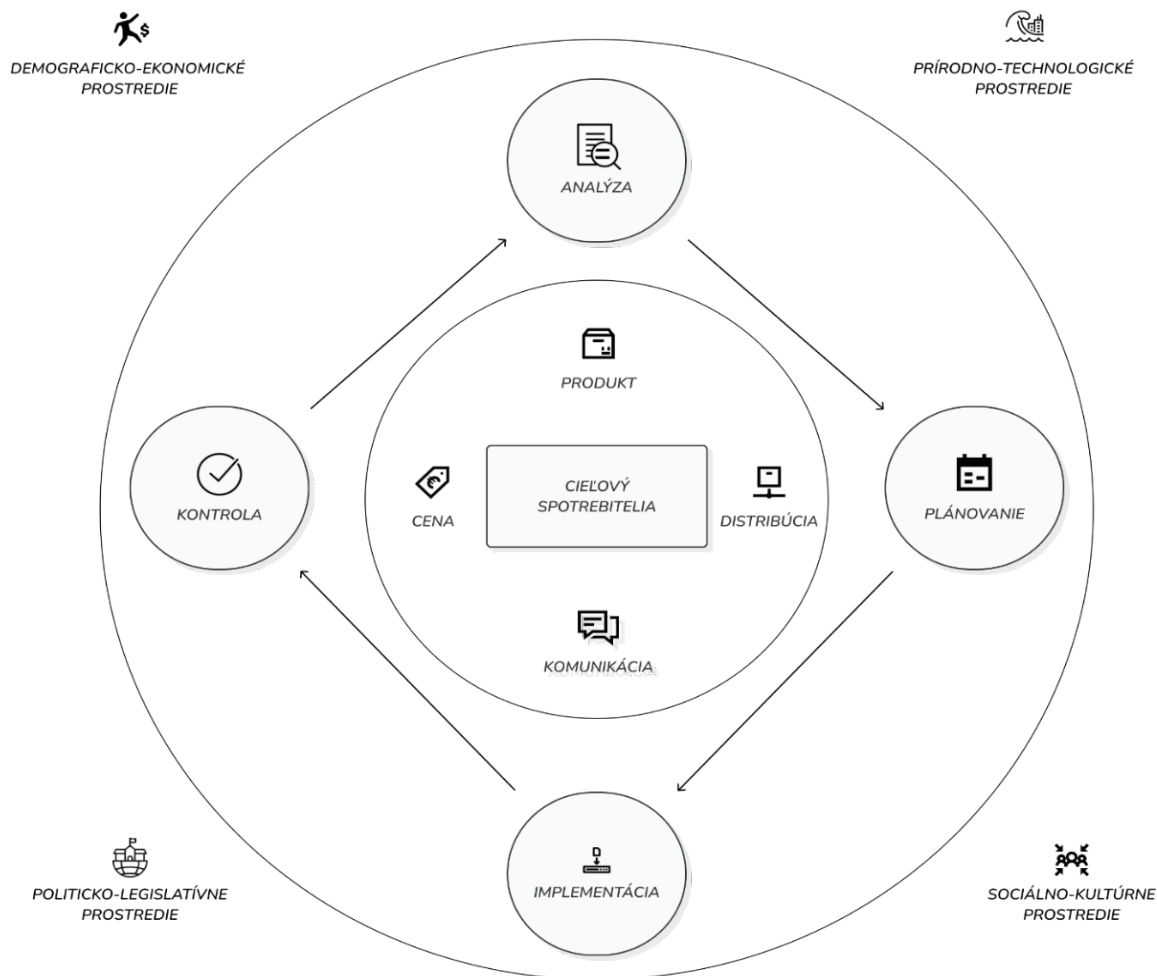 DEMOGRAFICKO-EKONOMICKÉ
PROSTREDIE
PRÍRODNO-TECHNOLOGICKÉ
PROSTREDIE
ANALÝZA
PRODUKT
KONTROLA
CENA
CIEĽOVÝ
SPOTREBITELIA
DISTRIBÚCIA
PLÁNOVANIE
KOMUNIKÁCIA
IMPLEMENTÁCIA
POLITICKO-LEGISLATÍVNE
PROSTREDIE
SOCIÁLNO-KULTÚRNE
PROSTREDIE